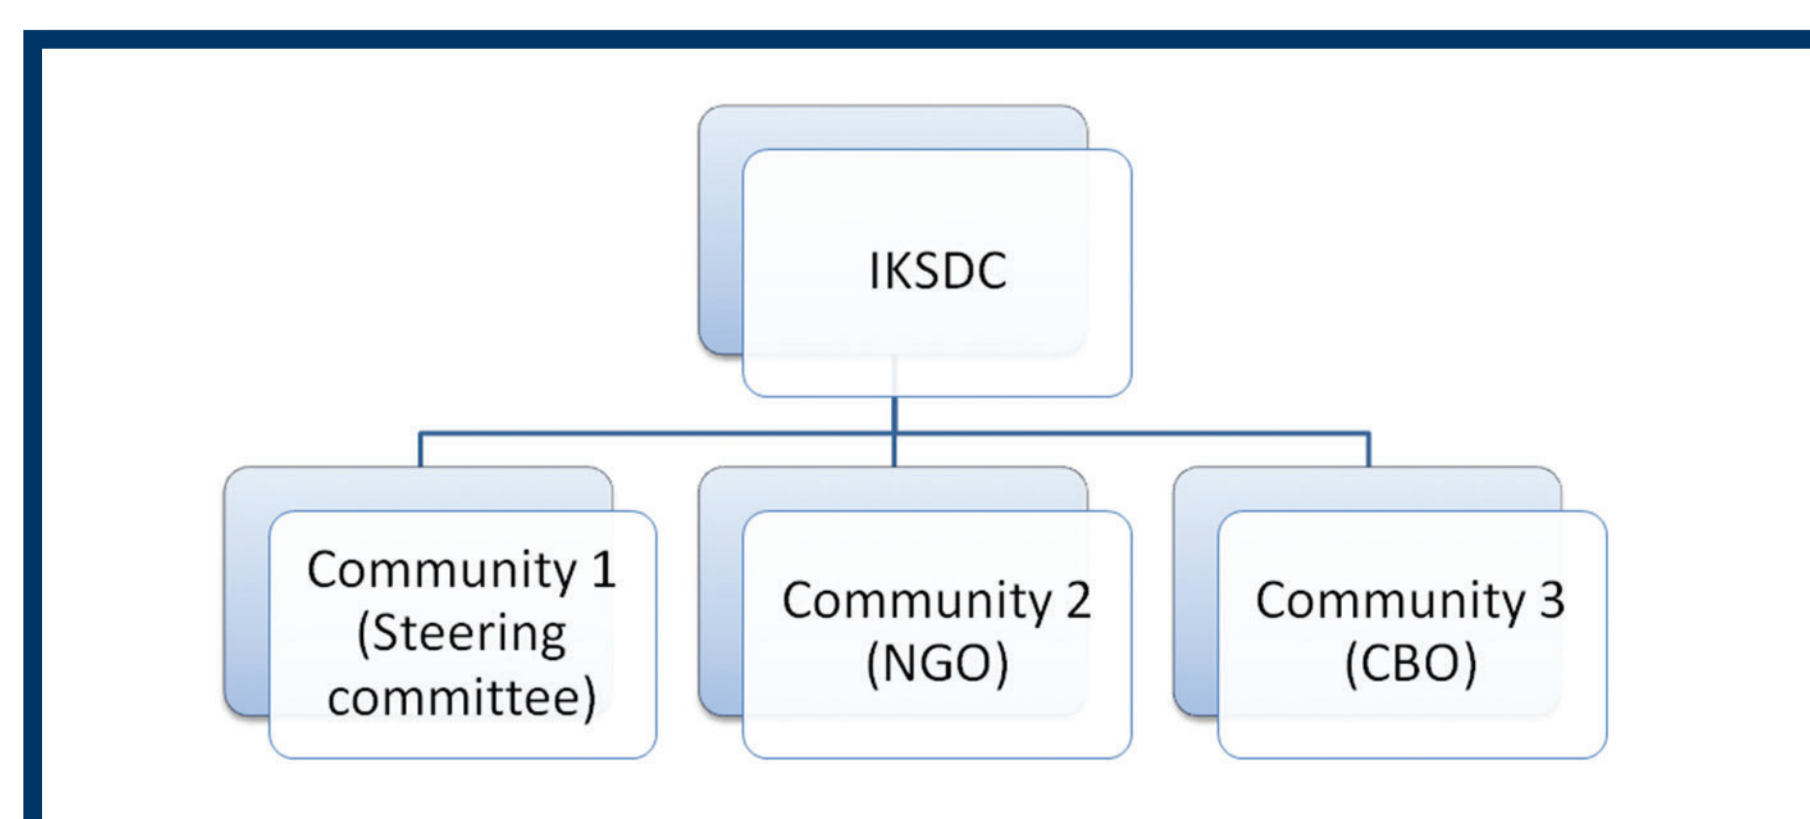 IKSDC
Community 1
(Steering
committee)
Community 2
(NGO)
Community 3
(CBO)